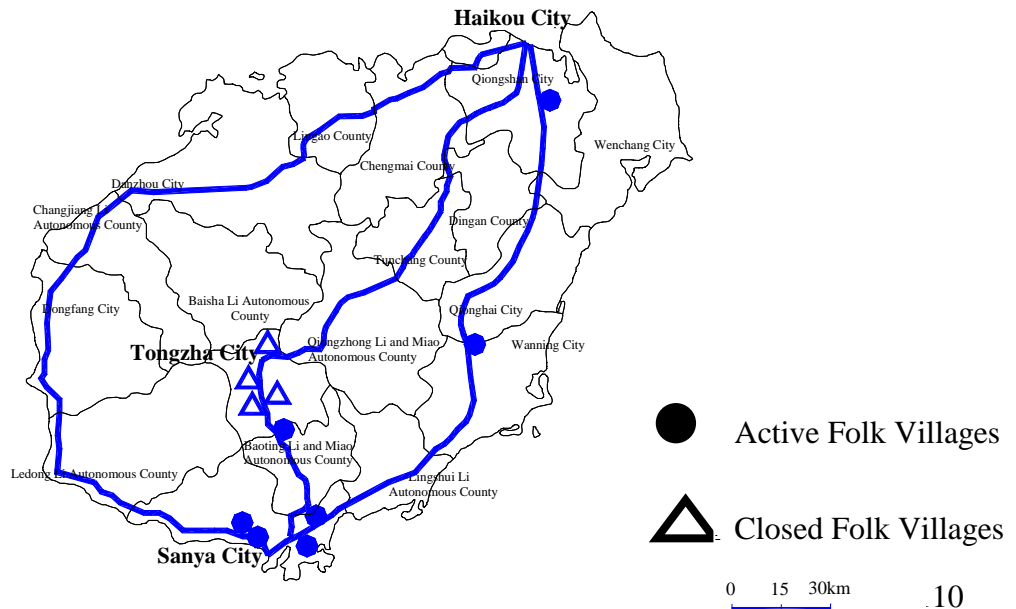 Haikou City
Qiongshan City
Wenchang City
Lingao County
Chengmai County
Danzhou City
Changjiang Li
Autonomous County
Dingan County
Tunchang County
Baisha Li Autonomous
County
Dongfang City
Qionghai City
Tongzha City
Qiongzhong Li and Miao
Autonomous County
Wanning City
Baoting Li and Miao
Autonomous County
Ledong Li Autonomous County
Lingshui Li
Autonomous County
Sanya City
Active Folk Villages
Closed Folk Villages
0 15 30km
.10